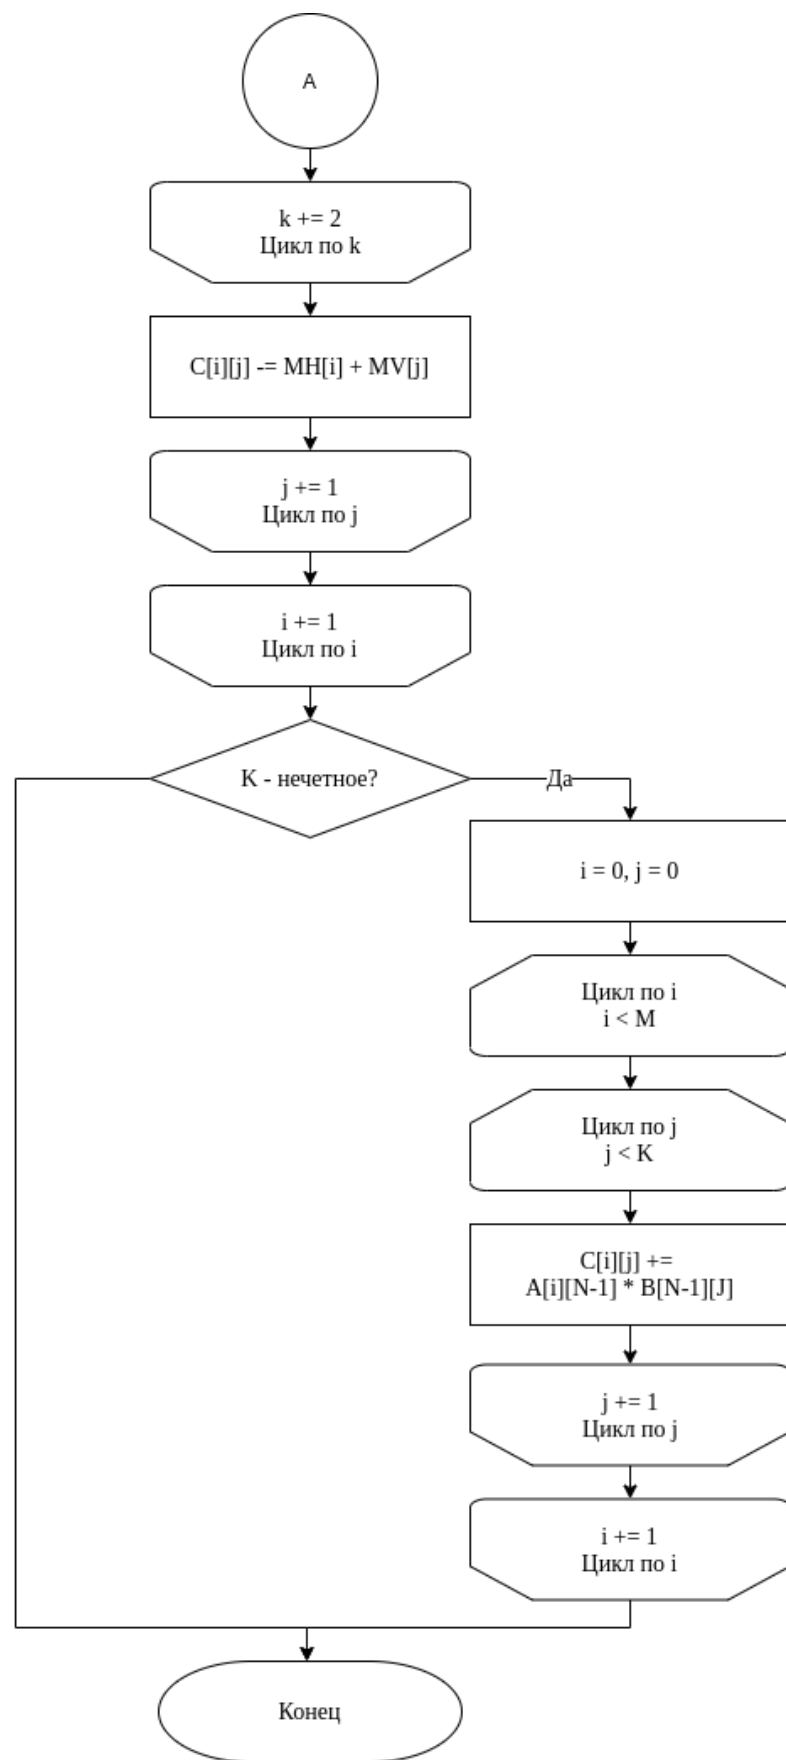 A
k += 2
Цикл по k
C[i][j] -= MH[i] + MV[j]
j += 1
Цикл по j
i += 1
Цикл по i
K - нечетное?
Да
i = 0, j = 0
Цикл по i
i < M
Цикл по j
j < K
C[i][j] +=
A[i][N-1] * B[N-1][J]
j += 1
Цикл по j
i += 1
Цикл по i
Конец